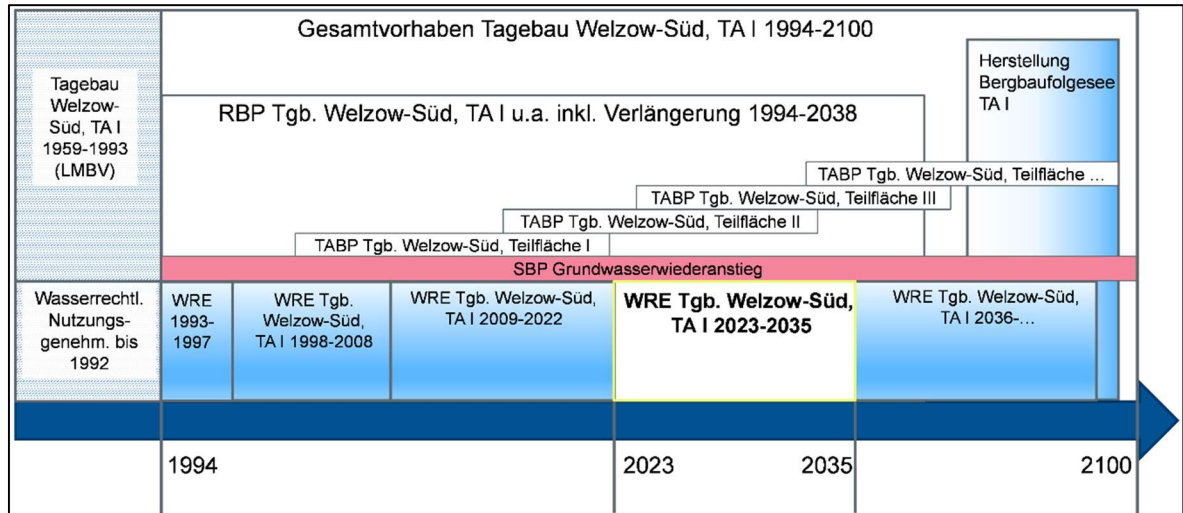 Gesamtvorhaben Tagebau Welzow-Süd, TA I 1994-2100
Tagebau
Welzow-
Süd, TA I
1959-1993
(LMBV)
Herstellung
Bergbaufolgesee
TA I
RBP Tgb. Welzow-Süd, TA I u.a. inkl. Verlängerung 1994-2038
TABP Tgb. Welzow-Süd, Teilfläche ...
TABP Tgb. Welzow-Süd, Teilfläche III
TABP Tgb. Welzow-Süd, Teilfläche II
TABP Tgb. Welzow-Süd, Teilfläche I
SBP Grundwasserwiederanstieg
Wasserrechtl.
Nutzungs-
genehm. bis
1992
WRE
1993-
1997
WRE Tgb.
Welzow-Süd,
TA I 1998-2008
WRE Tgb. Welzow-Süd,
TA I 2009-2022
WRE Tgb. Welzow-Süd,
TA I 2023-2035
WRE Tgb. Welzow-Süd,
TA I 2036-...
1994
2023
2035
2100